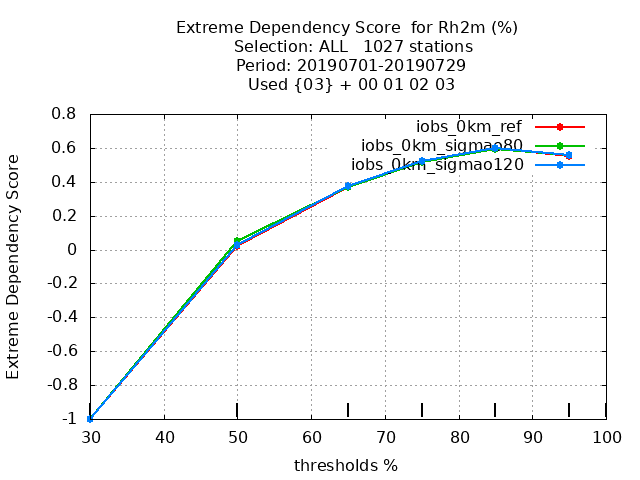 Extreme Dependency Score  for Rh2m (%)
Selection: ALL   1027 stations
Period: 20190701-20190729
Used {03} + 00 01 02 03
iobs_0km_ref
iobs_0km_sigmao80
iobs_0km_sigmao120
Extreme Dependency Score
0.8
0.6
0.4
0.2
0
-0.2
-0.4
-0.6
-0.8
-1
30 40 50 60 70 80 90 100
thresholds %